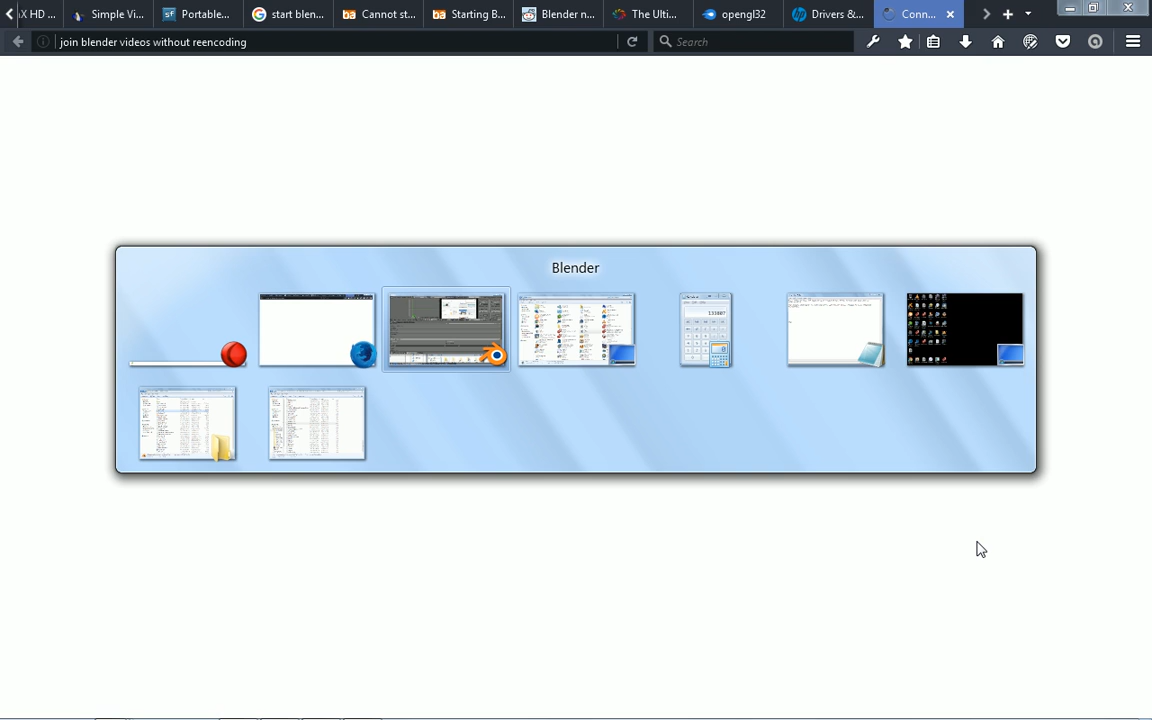 iX HD ...
Simple Vi...
Portable...
start blen...
Cannot st...
Starting B...
Blender n...
The Ulti...
opengl32
Drivers &...
Conn...
join blender videos without reencoding
Search
Blender